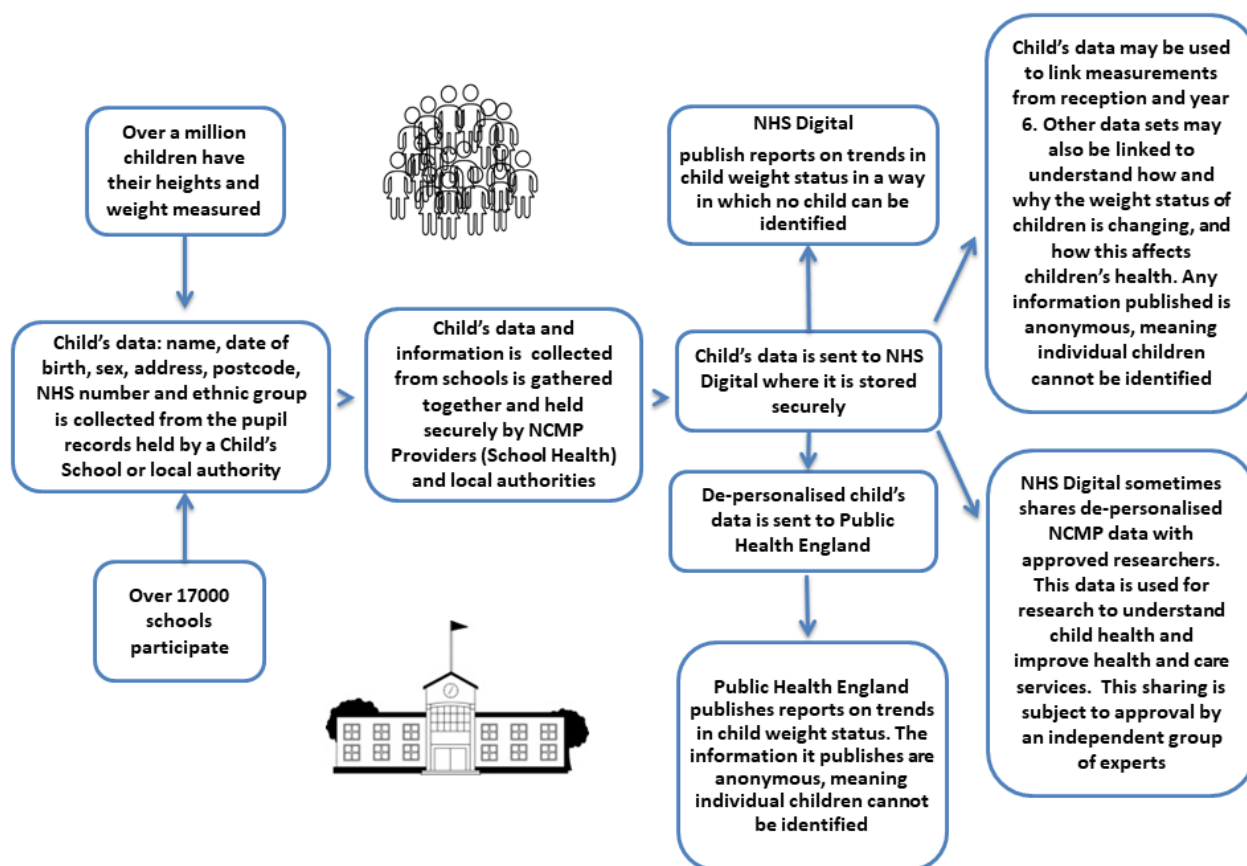 Over a million
children have
their heights and
weight measured
Child’s data: name, date of
birth, sex, address, postcode,
NHS number and ethnic group
is collected from the pupil
records held by a Child’s
School or local authority
Over 17000
schools
participate
Child’s data and
information is collected
from schools is gathered
together and held
securely by NCMP
Providers (School Health)
and local authorities
NHS Digital
publish reports on trends in
child weight status in a way
in which no child can be
identified
Child’s data is sent to NHS
Digital where it is stored
securely
De-personalised child’s
data is sent to Public
Health England
Public Health England
publishes reports on trends
in child weight status. The
information it publishes are
anonymous, meaning
individual children cannot
be identified
Child’s data may be used
to link measurements
from reception and year
6. Other data sets may
also be linked to
understand how and
why the weight status of
children is changing, and
how this affects
children’s health. Any
information published is
anonymous, meaning
individual children
cannot be identified
NHS Digital sometimes
shares de-personalised
NCMP data with
approved researchers.
This data is used for
research to understand
child health and
improve health and care
services. This sharing is
subject to approval by
an independent group
of experts